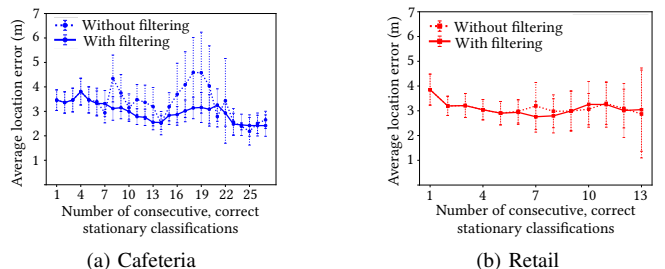 Average location error (m)
7
6
5
4
3
2
1
Without filtering
With filtering
1 4 7 10 13 16 19 22 25
Number of consecutive, correct
stationary classifications
(a) Cafeteria
Average location error (m)
7
6
5
4
3
2
1
Without filtering
With filtering
1 4 7 10 13
Number of consecutive, correct
stationary classifications
(b) Retail